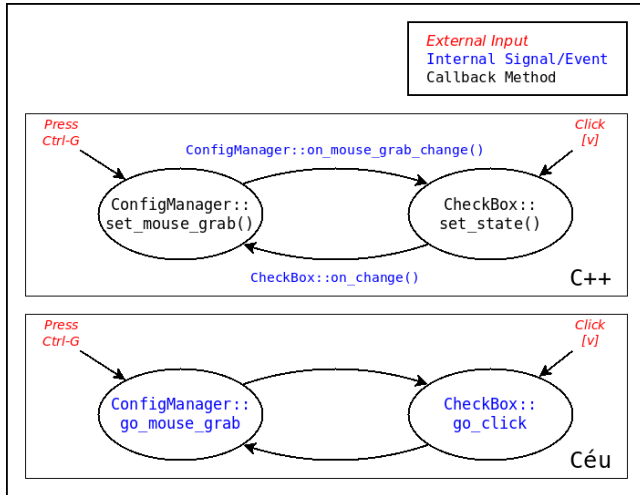 External Input
Internal Signal/Event
Callback Method
Press
Ctrl-G
Click
[v]
ConfigManager::on_mouse_grab_change()
ConfigManager::
set_mouse_grab()
CheckBox::
set_state()
CheckBox::on_change()
C++
Press
Ctrl-G
Click
[v]
ConfigManager::
go_mouse_grab
CheckBox::
go_click
Céu